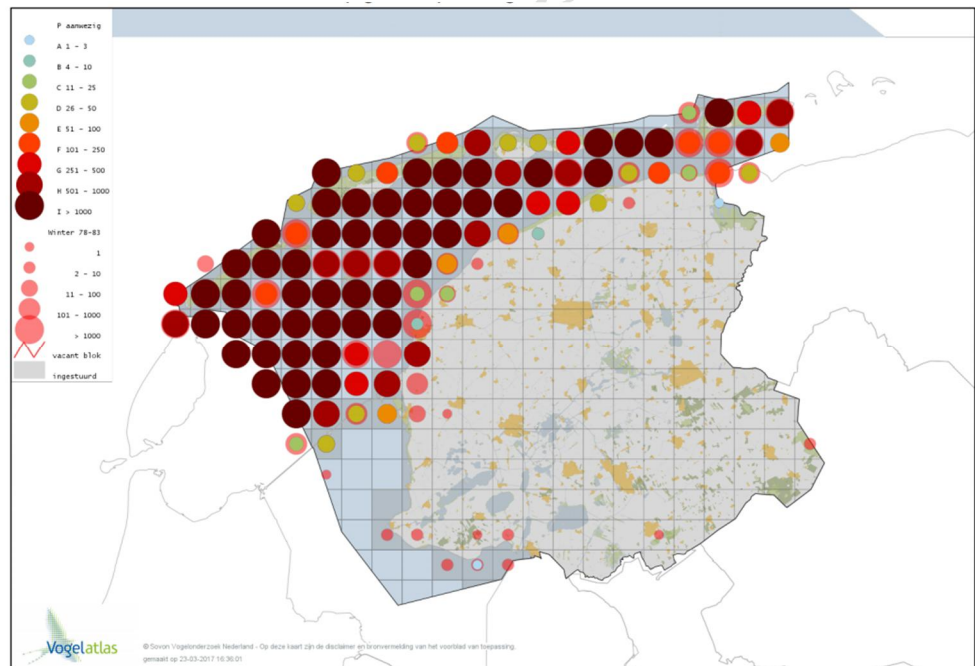 P aanwezig
A 1 - 3
B 4 - 10
C 11 - 25
D 26 - 50
E 51 - 100
F 101 - 250
G 251 - 500
H 501 - 1000
I > 1000
Winter 78-83
1
2 - 10
11 - 100
101 - 1000
> 1000
vacant blok
ingestuurd
Vogelatlas
© Sovon Vogelonderzoek Nederland - Op deze kaart zijn de disclaimer en bronvermelding van het voorblad van toepassing.
gemaakt op 23-03-2017 16:36:01